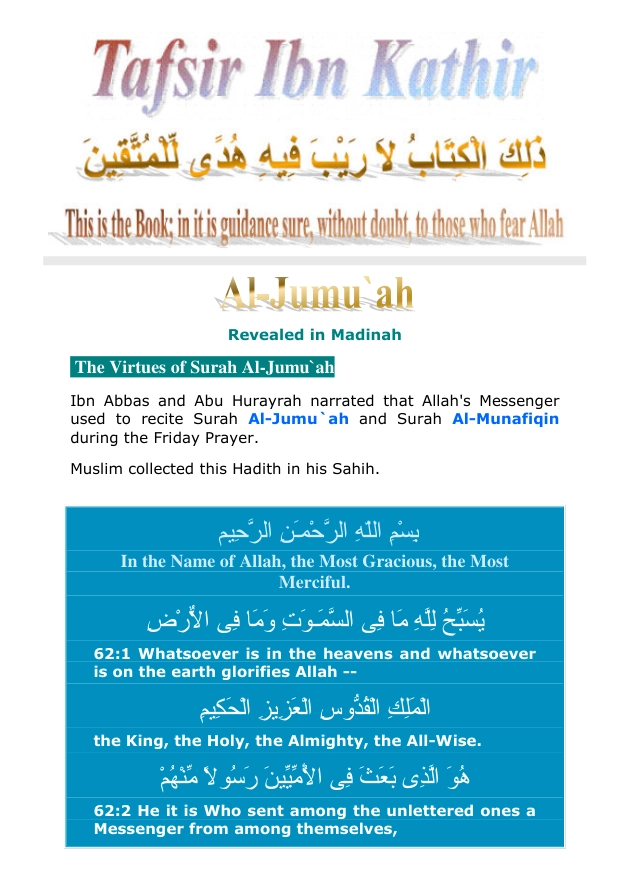 Tafsir Ibn Kathir
ذَلِكَ الْكِتَابُ لاَ رَيْبَ فِيهِ هُدًى لِّلْمُتَّقِينَ
This is the Book; in it is guidance sure, without doubt, to those who fear Allah
Al-Jumu`ah
Revealed in Madinah
The Virtues of Surah Al-Jumu`ah
Ibn Abbas and Abu Hurayrah narrated that Allah's Messenger
used to recite Surah Al-Jumu`ah and Surah Al-Munafiqin
during the Friday Prayer.
Muslim collected this Hadith in his Sahih.
بِسْمِ اللَّهِ الرَّحْمَـنِ الرَّحِيمِ
In the Name of Allah, the Most Gracious, the Most
Merciful.
يُسَبِّحُ لِلَّهِ مَا فِى السَّمَـوَتِ وَمَا فِى الاٌّرْضِ
62:1 Whatsoever is in the heavens and whatsoever
is on the earth glorifies Allah --
الْمَلِكِ الْقُدُّوسِ الْعَزِيزِ الْحَكِيمِ
the King, the Holy, the Almighty, the All-Wise.
هُوَ الَّذِى بَعَثَ فِى الاٍّمِّيِّينَ رَسُولاً مِّنْهُمْ
62:2 He it is Who sent among the unlettered ones a
Messenger from among themselves,